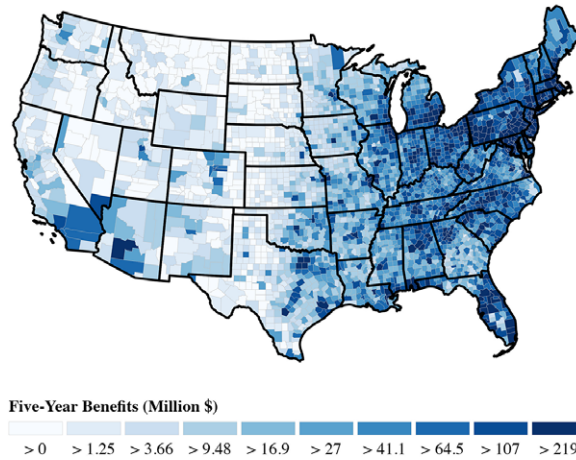 Five-Year Benefits (Million $)
> 0 > 1.25 > 3.66 > 9.48 > 16.9 > 27 > 41.1 > 64.5 > 107 > 219